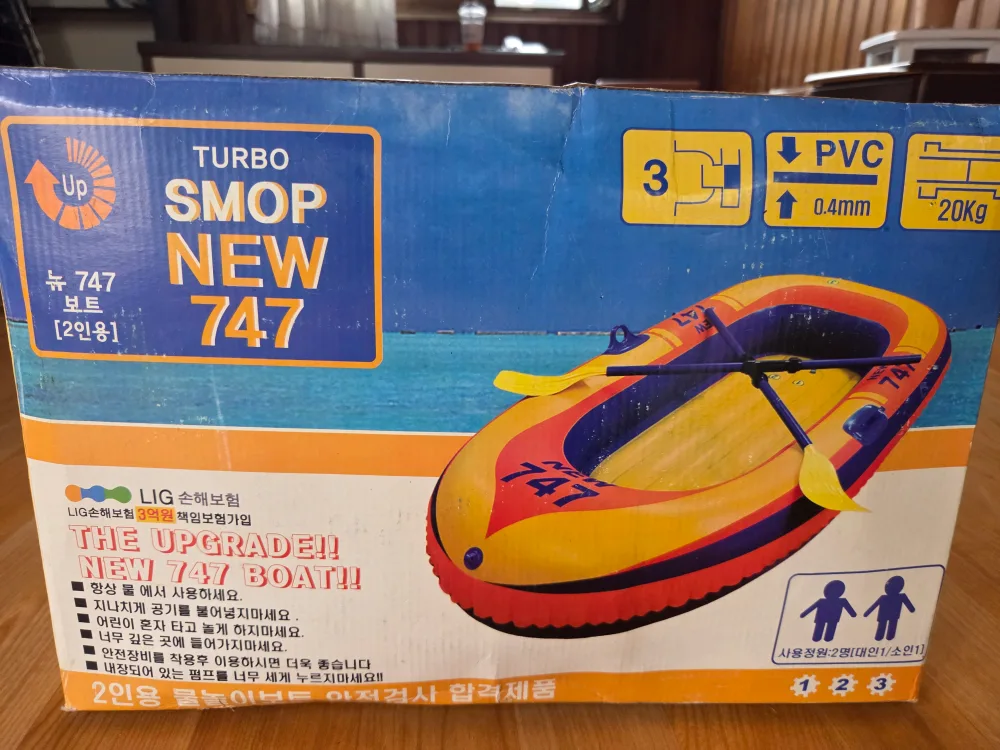 Up
TURBO
SMOP
NEW
747
뉴 747
보트
[2인용]
3
PVC
0.4mm
20Kg
NEW
747
NEW
747
NEW
747
LIG 손해보험
LIG손해보험 3억원 책임보험가입
THE UPGRADE!!
NEW 747 BOAT!!
■ 항상 물 에서 사용하세요.
■ 지나치게 공기를 불어넣지마세요 .
■ 어린이 혼자 타고 놀게 하지마세요.
■ 너무 깊은 곳에 들어가지마세요.
■ 안전장비를 착용후 이용하시면 더욱 좋습니다
■ 내장되어 있는 펌프를 너무 세게 누르지마세요!!
사용정원:2명[대인1/소인1]
2인용 물놀이보트 안전검사 합격제품
1 2 3